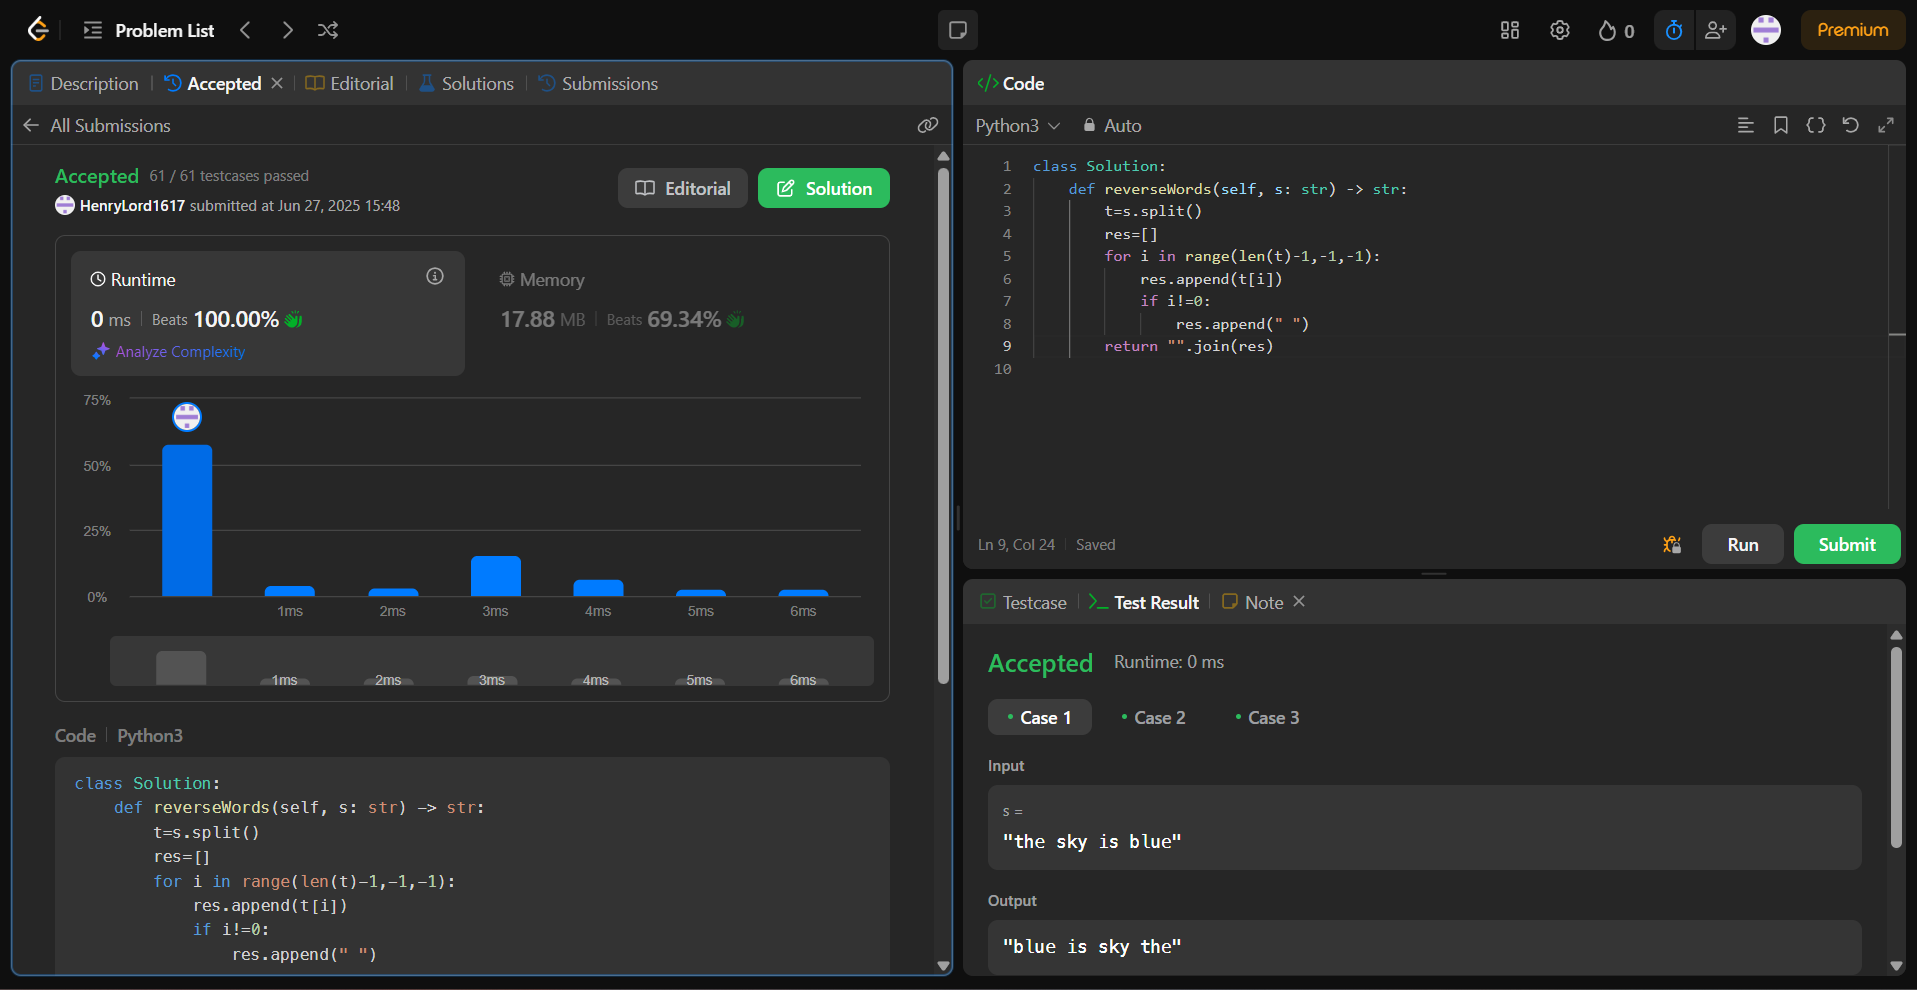 Problem List
0
Premium
Description
Accepted
Editorial
Solutions
Submissions
All Submissions
Accepted 61 / 61 testcases passed
HenryLord1617 submitted at Jun 27, 2025 15:48
Editorial
Solution
Runtime
0 ms Beats 100.00%
Analyze Complexity
Memory
17.88 MB Beats 69.34%
75%
50%
25%
0%
1ms 2ms 3ms 4ms 5ms 6ms
1ms 2ms 3ms 4ms 5ms 6ms
Code Python3
class Solution:
    def reverseWords(self, s: str) -> str:
        t=s.split()
        res=[]
        for i in range(len(t)-1,-1,-1):
            res.append(t[i])
            if i!=0:
                res.append(" ")
Code
Python3 Auto
1 class Solution:
2     def reverseWords(self, s: str) -> str:
3         t=s.split()
4         res=[]
5         for i in range(len(t)-1,-1,-1):
6             res.append(t[i])
7             if i!=0:
8                 res.append(" ")
9         return "".join(res)
10
Ln 9, Col 24 Saved
Run
Submit
Testcase
Test Result
Note
Accepted Runtime: 0 ms
Case 1
Case 2
Case 3
Input
s =
"the sky is blue"
Output
"blue is sky the"